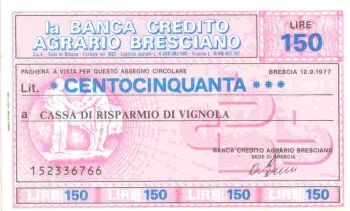 la BANCA CREDITO
AGRARIO BRESCIANO
LIRE
150
PAGHERÀ A VISTA PER QUESTO ASSEGNO CIRCOLARE
BRESCIA 12.9.1977
Lit. * CENTOCINQUANTA ***
a CASSA DI RISPARMIO DI VIGNOLA
BANCA CREDITO AGRARIO BRESCIANO
SEDE DI BRESCIA
152336766
LIRE 150 LIRE 150 LIRE 150 LIRE 150